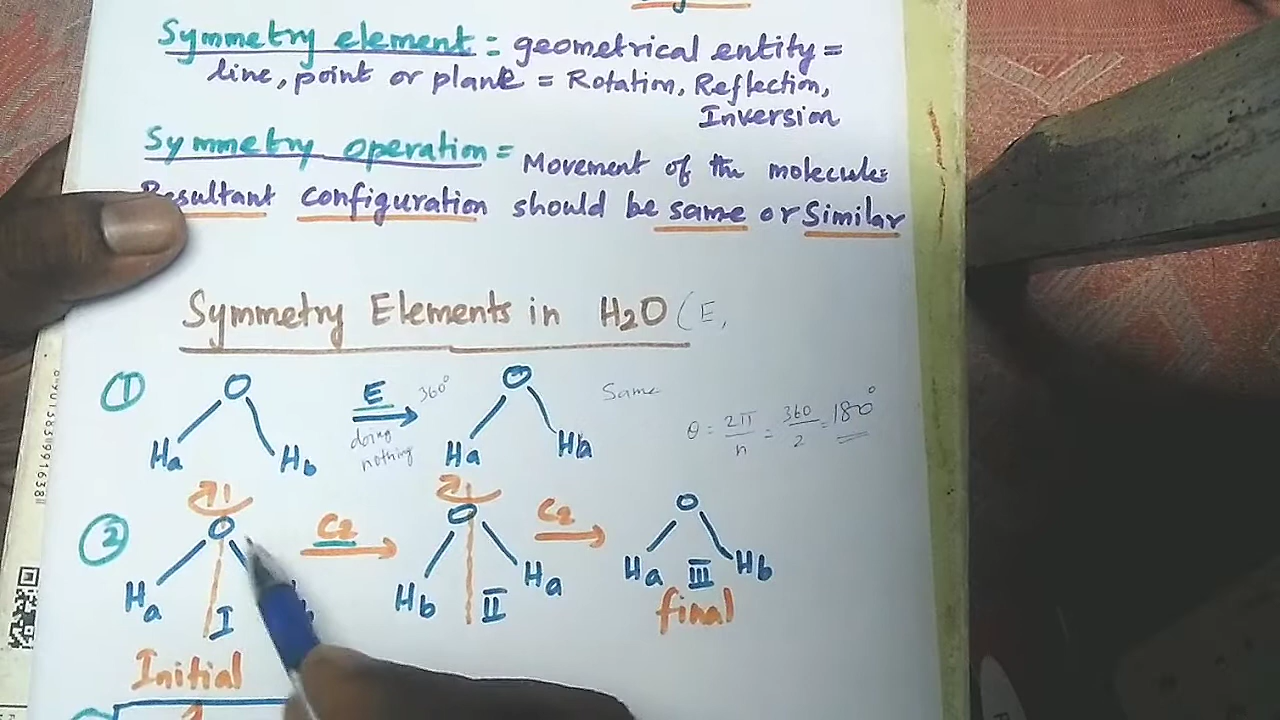 Symmetry element = geometrical entity =
line, point or plane = Rotation, Reflection,
Inversion
Symmetry operation = Movement of the molecules
Resultant configuration should be same or similar
Symmetry Elements in H2O (E,
① O E 360° O Same
doing nothing
Ha Hb Ha Hb
θ = 2π/n = 360/2 = 180°
② O C2 O C2 O
Ha I Hb Ha II Ha Hb III
Initial final